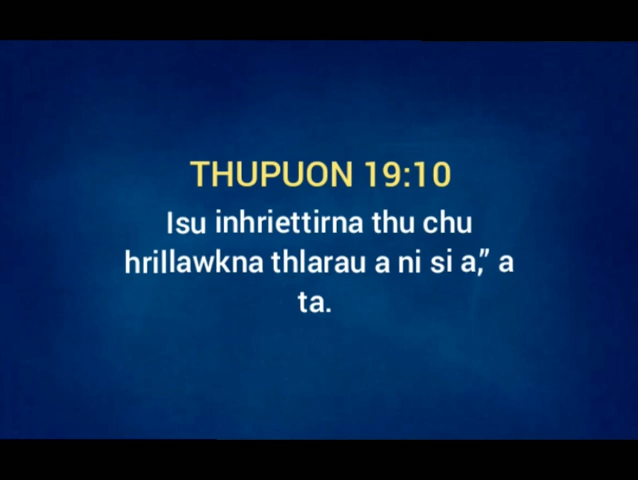 THUPUON 19:10
Isu inhriettirna thu chu
hrillawkna thlarau a ni si a,” a
ta.